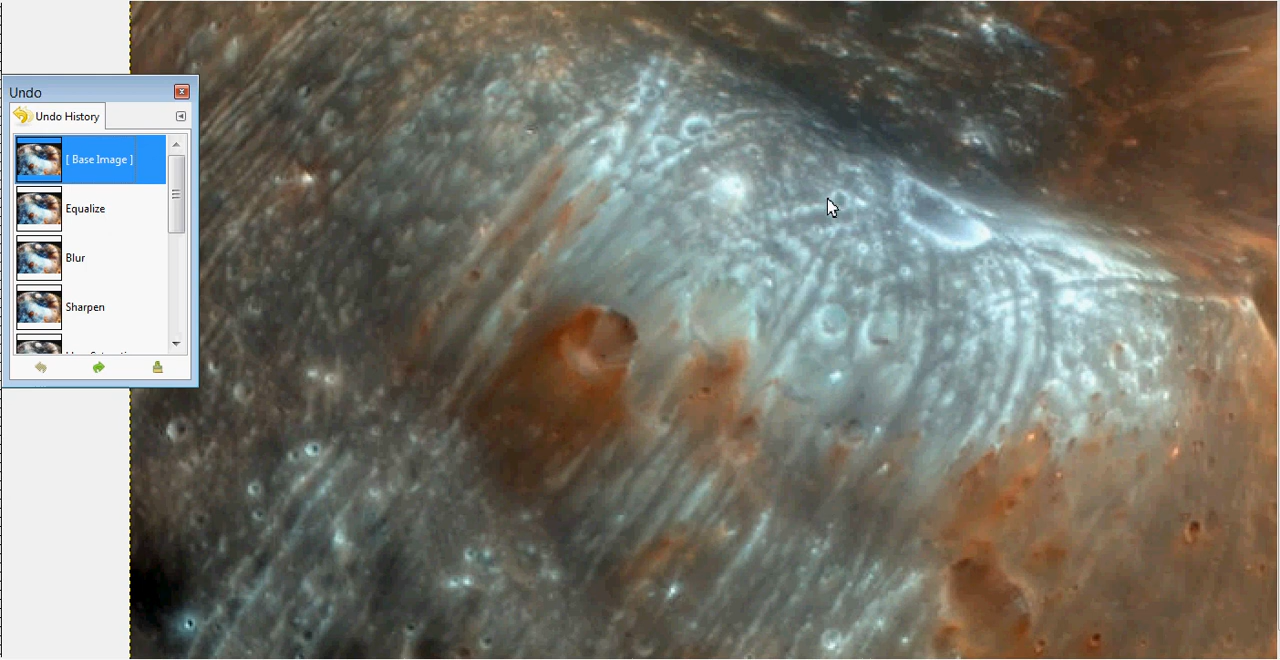 Undo
Undo History
[ Base Image ]
Equalize
Blur
Sharpen